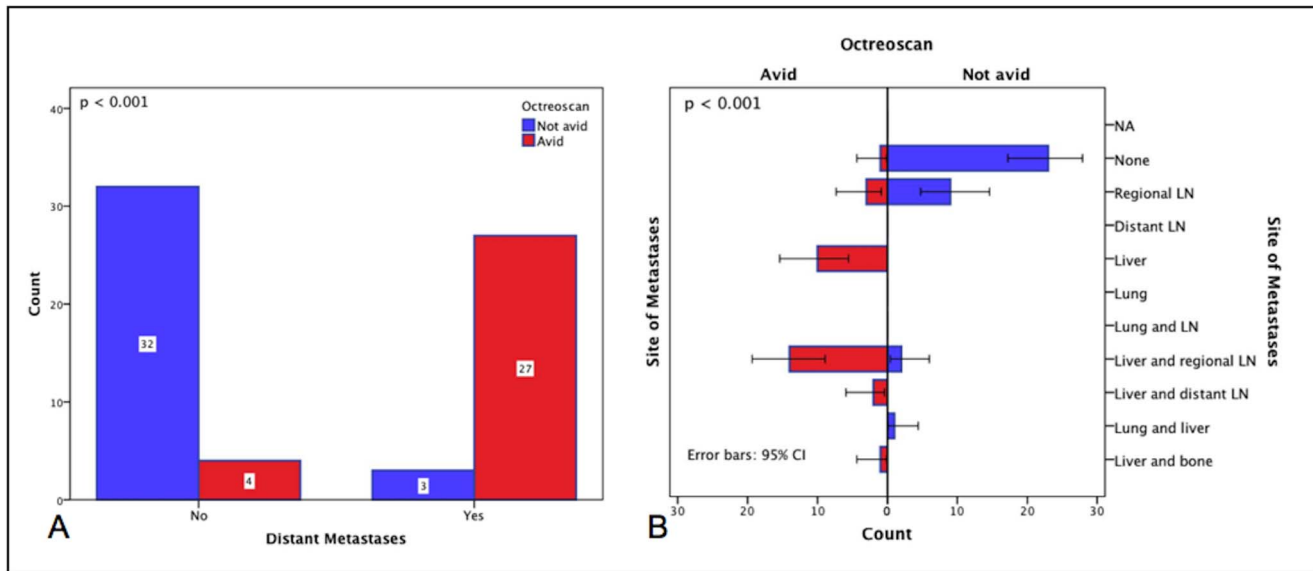 p < 0.001
Octreoscan
Not avid
Avid
40
30
20
10
0
Count
32
4
3
27
No
Yes
Distant Metastases
A
Octreoscan
Avid
Not avid
p < 0.001
Site of Metastases
NA
None
Regional LN
Distant LN
Liver
Lung
Lung and LN
Liver and regional LN
Liver and distant LN
Lung and liver
Liver and bone
Site of Metastases
Error bars: 95% CI
30 20 10 0 10 20 30
Count
B